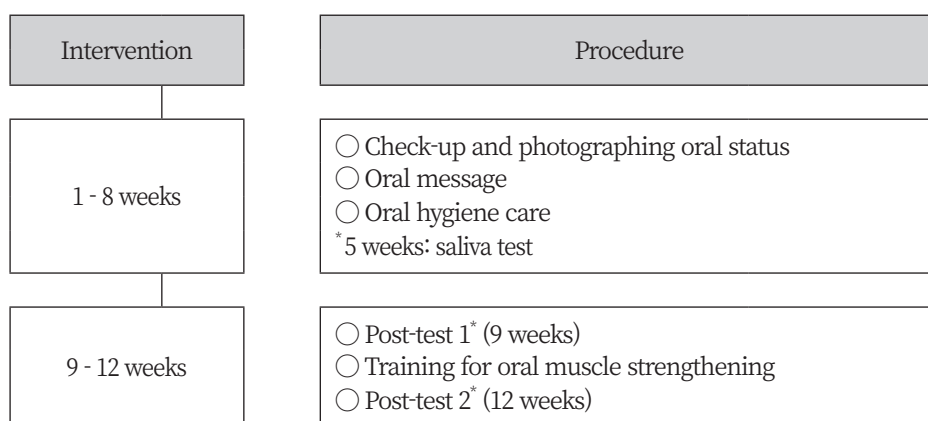 Intervention
Procedure
1 - 8 weeks
○ Check-up and photographing oral status
○ Oral message
○ Oral hygiene care
*5 weeks: saliva test
9 - 12 weeks
○ Post-test 1* (9 weeks)
○ Training for oral muscle strengthening
○ Post-test 2* (12 weeks)